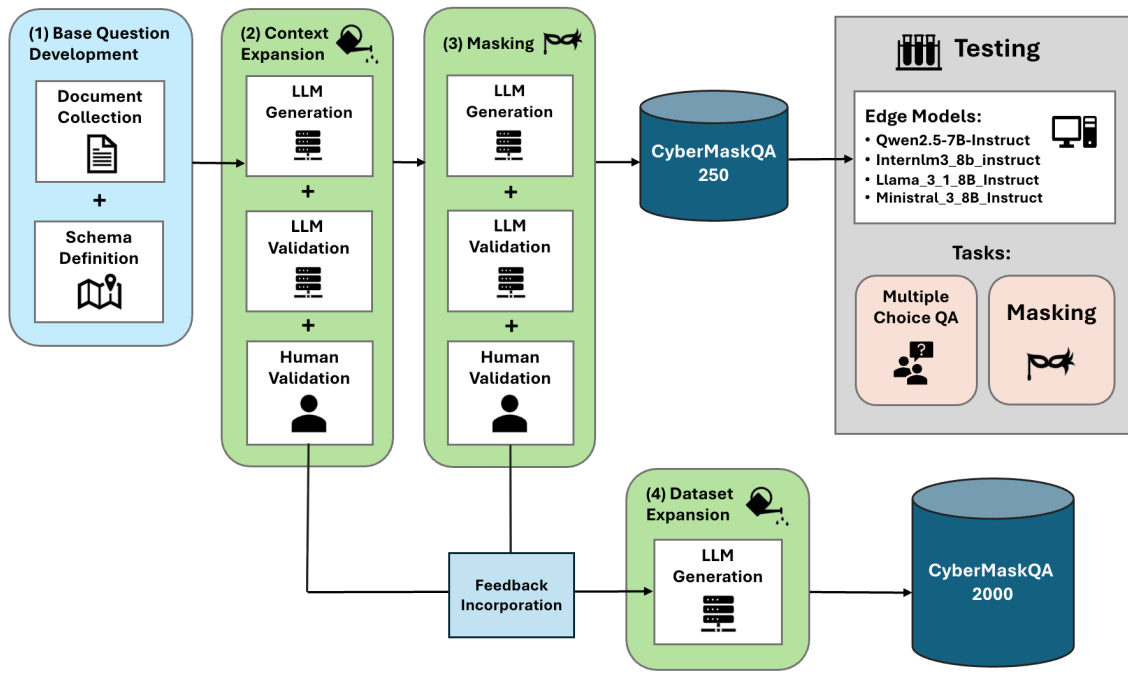 (1) Base Question
Development
Document
Collection
+
Schema
Definition
(2) Context
Expansion
LLM
Generation
+
LLM
Validation
+
Human
Validation
(3) Masking
LLM
Generation
+
LLM
Validation
+
Human
Validation
CyberMaskQA
250
Testing
Edge Models:
• Qwen2.5-7B-Instruct
• Internlm3_8b_instruct
• Llama_3_1_8B_Instruct
• Ministral_3_8B_Instruct
Tasks:
Multiple
Choice QA
?
Masking
Feedback
Incorporation
(4) Dataset
Expansion
LLM
Generation
CyberMaskQA
2000